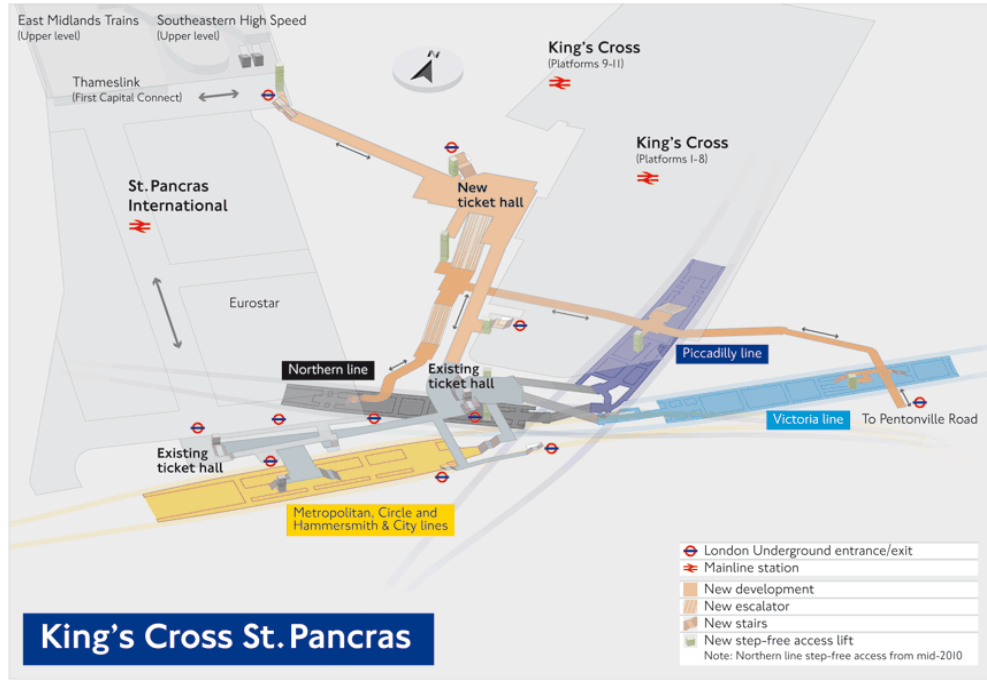 East Midlands Trains
(Upper level)
Southeastern High Speed
(Upper level)
Thameslink
(First Capital Connect)
N
King's Cross
(Platforms 9-11)
King's Cross
(Platforms 1-8)
St. Pancras
International
New
ticket hall
Eurostar
Northern line
Existing
ticket hall
Piccadilly line
Victoria line
To Pentonville Road
Existing
ticket hall
Metropolitan, Circle and
Hammersmith & City lines
London Underground entrance/exit
Mainline station
New development
New escalator
New stairs
New step-free access lift
Note: Northern line step-free access from mid-2010
King's Cross St. Pancras